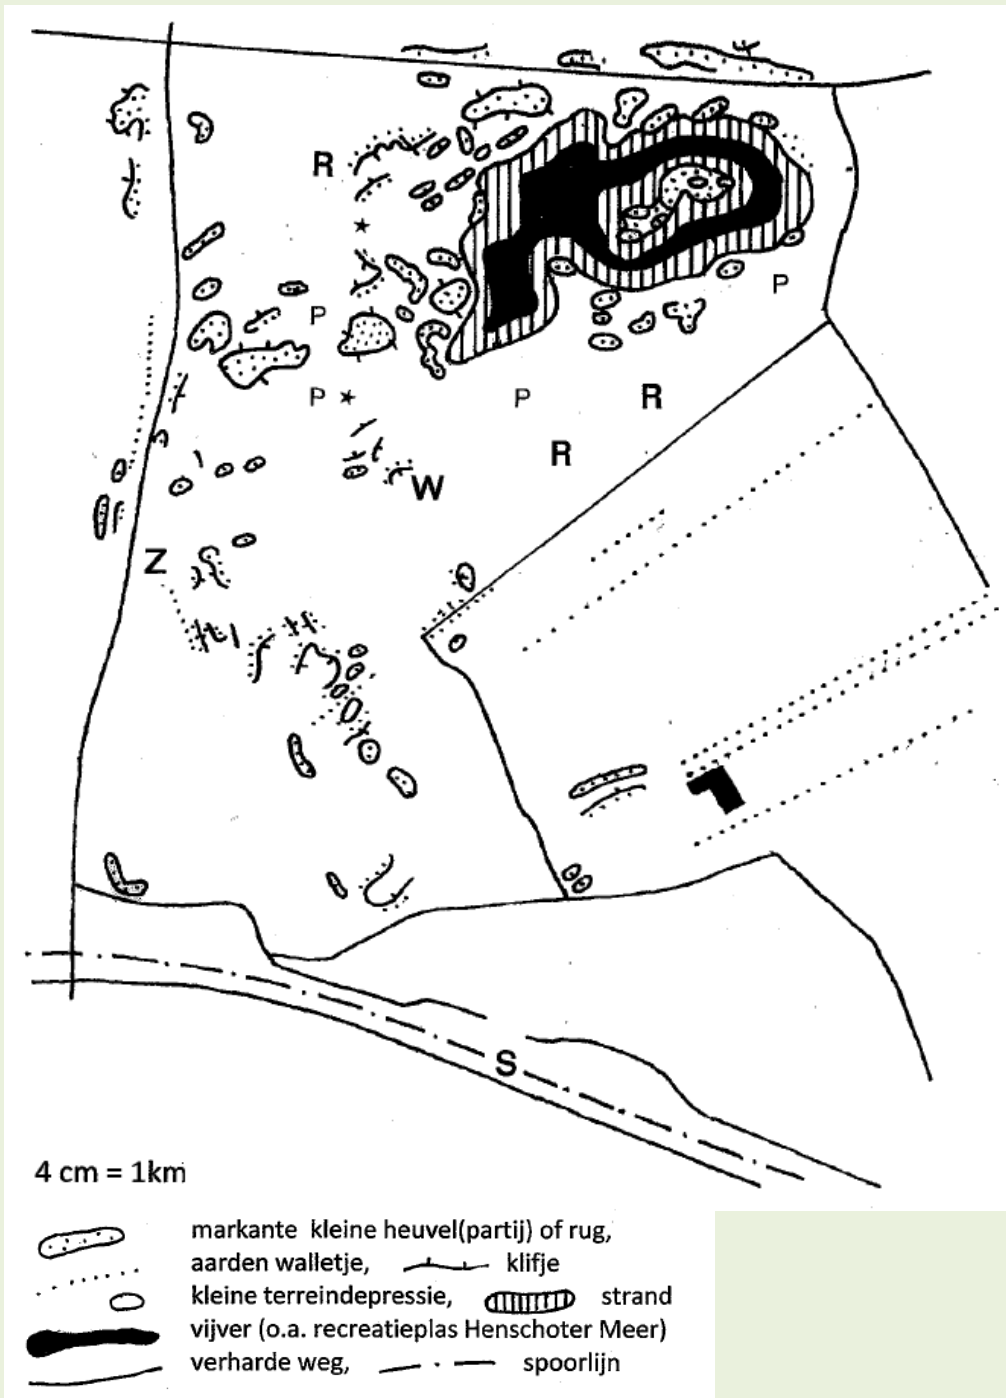 R
P
P
P
P
R
R
W
Z
S
4 cm = 1km
markante kleine heuvel(partij) of rug,
aarden walletje, klifje
kleine terreindepressie, strand
vijver (o.a. recreatieplas Henschoter Meer)
verharde weg, spoorlijn